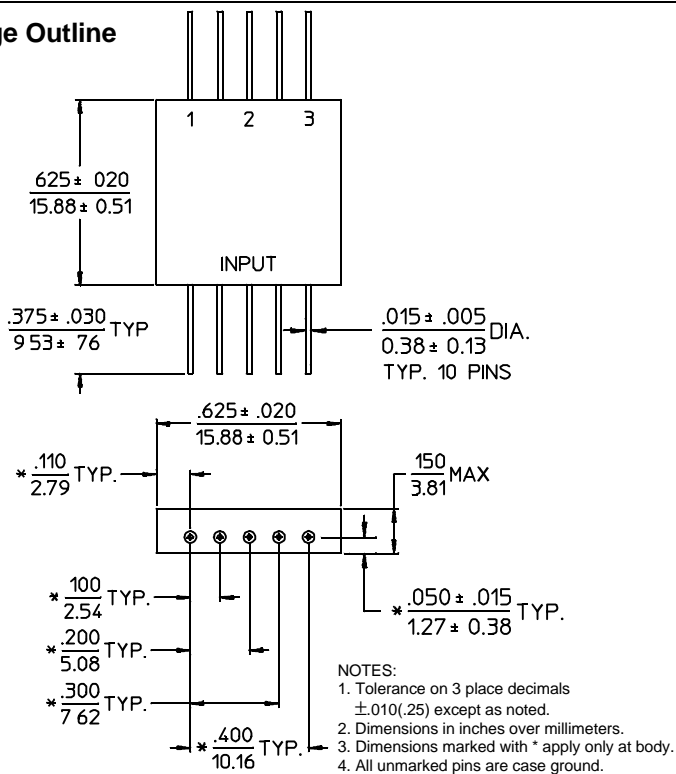 ge Outline
1 2 3
625± 020
15.88± 0.51
INPUT
.375± .030
9 53± 76
TYP
.015± .005
0.38± 0.13
DIA.
TYP. 10 PINS
.625± .020
15.88± 0.51
* .110
2.79
TYP.
150
3.81
MAX
* 100
2.54
TYP.
* .050± .015
1.27± 0.38
TYP.
* .200
5.08
TYP.
* .300
7 62
TYP.
* .400
10.16
TYP.
NOTES:
1. Tolerance on 3 place decimals
±.010(.25) except as noted.
2. Dimensions in inches over millimeters.
3. Dimensions marked with * apply only at body.
4. All unmarked pins are case ground.